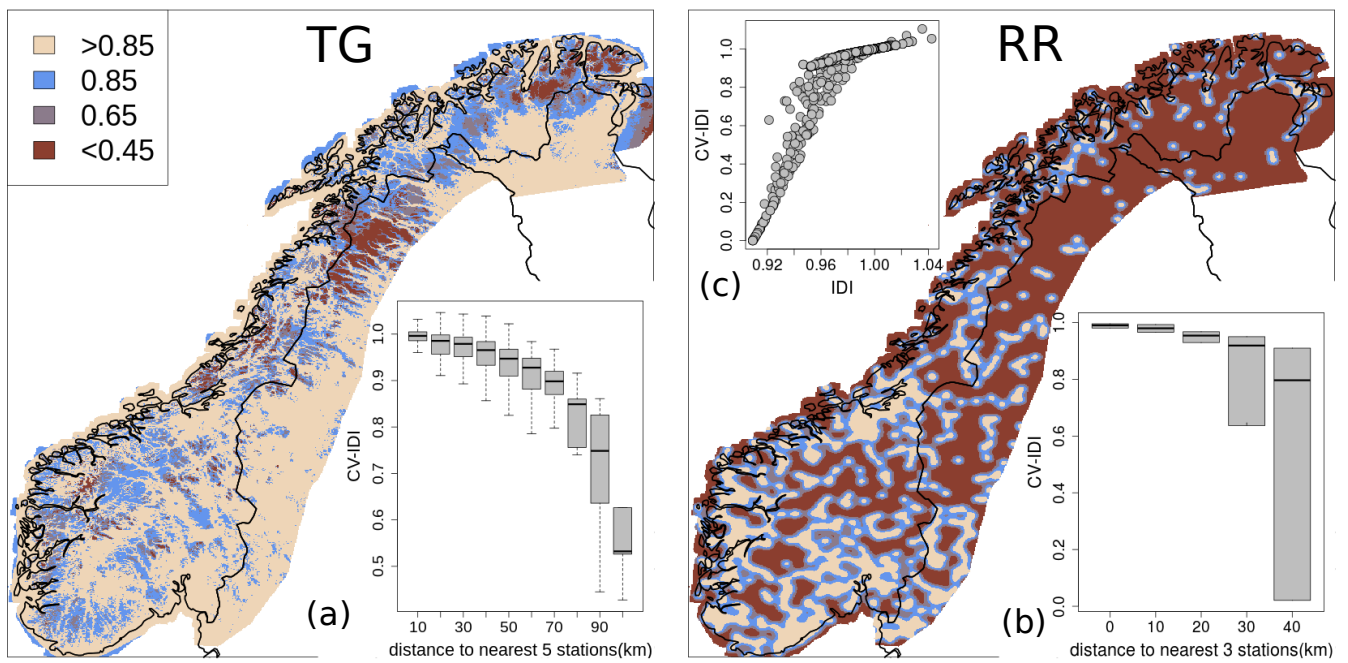 TG
>0.85
0.85
0.65
<0.45
CV-IDI
1.0
0.9
0.8
0.7
0.6
0.5
10 30 50 70 90
distance to nearest 5 stations(km)
(a)
RR
CV-IDI
1.0
0.8
0.6
0.4
0.2
0.0
0.92 0.96 1.00 1.04
IDI
(c)
CV-IDI
1.0
0.8
0.6
0.4
0.2
0.0
0 10 20 30 40
distance to nearest 3 stations(km)
(b)